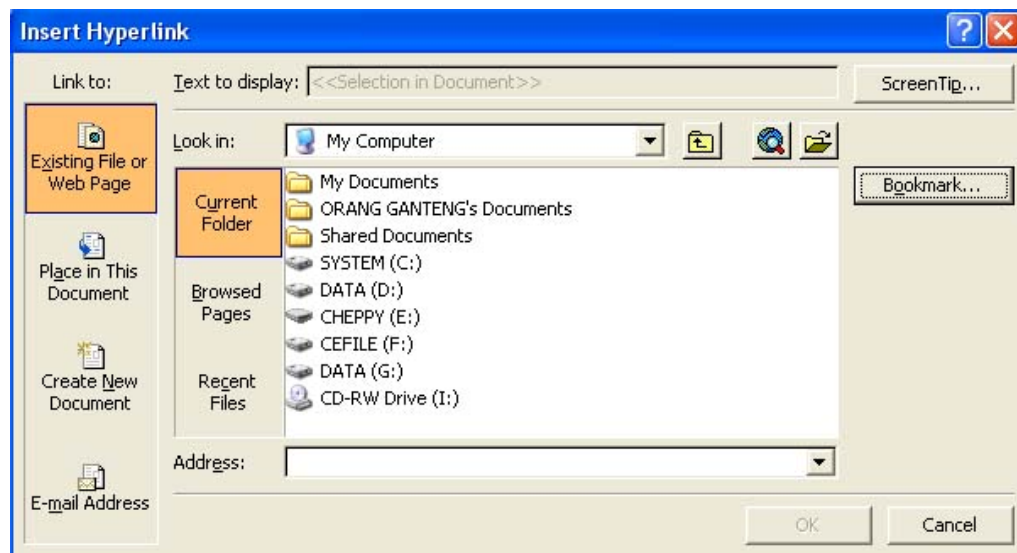 Insert Hyperlink
Link to:
Text to display: <<Selection in Document>>
ScreenTip...
Existing File or
Web Page
Place in This
Document
Create New
Document
E-mail Address
Look in:
My Computer
Current
Folder
Browsed
Pages
Recent
Files
My Documents
ORANG GANTENG's Documents
Shared Documents
SYSTEM (C:)
DATA (D:)
CHEPPY (E:)
CEFILE (F:)
DATA (G:)
CD-RW Drive (I:)
Bookmark...
Address:
OK
Cancel